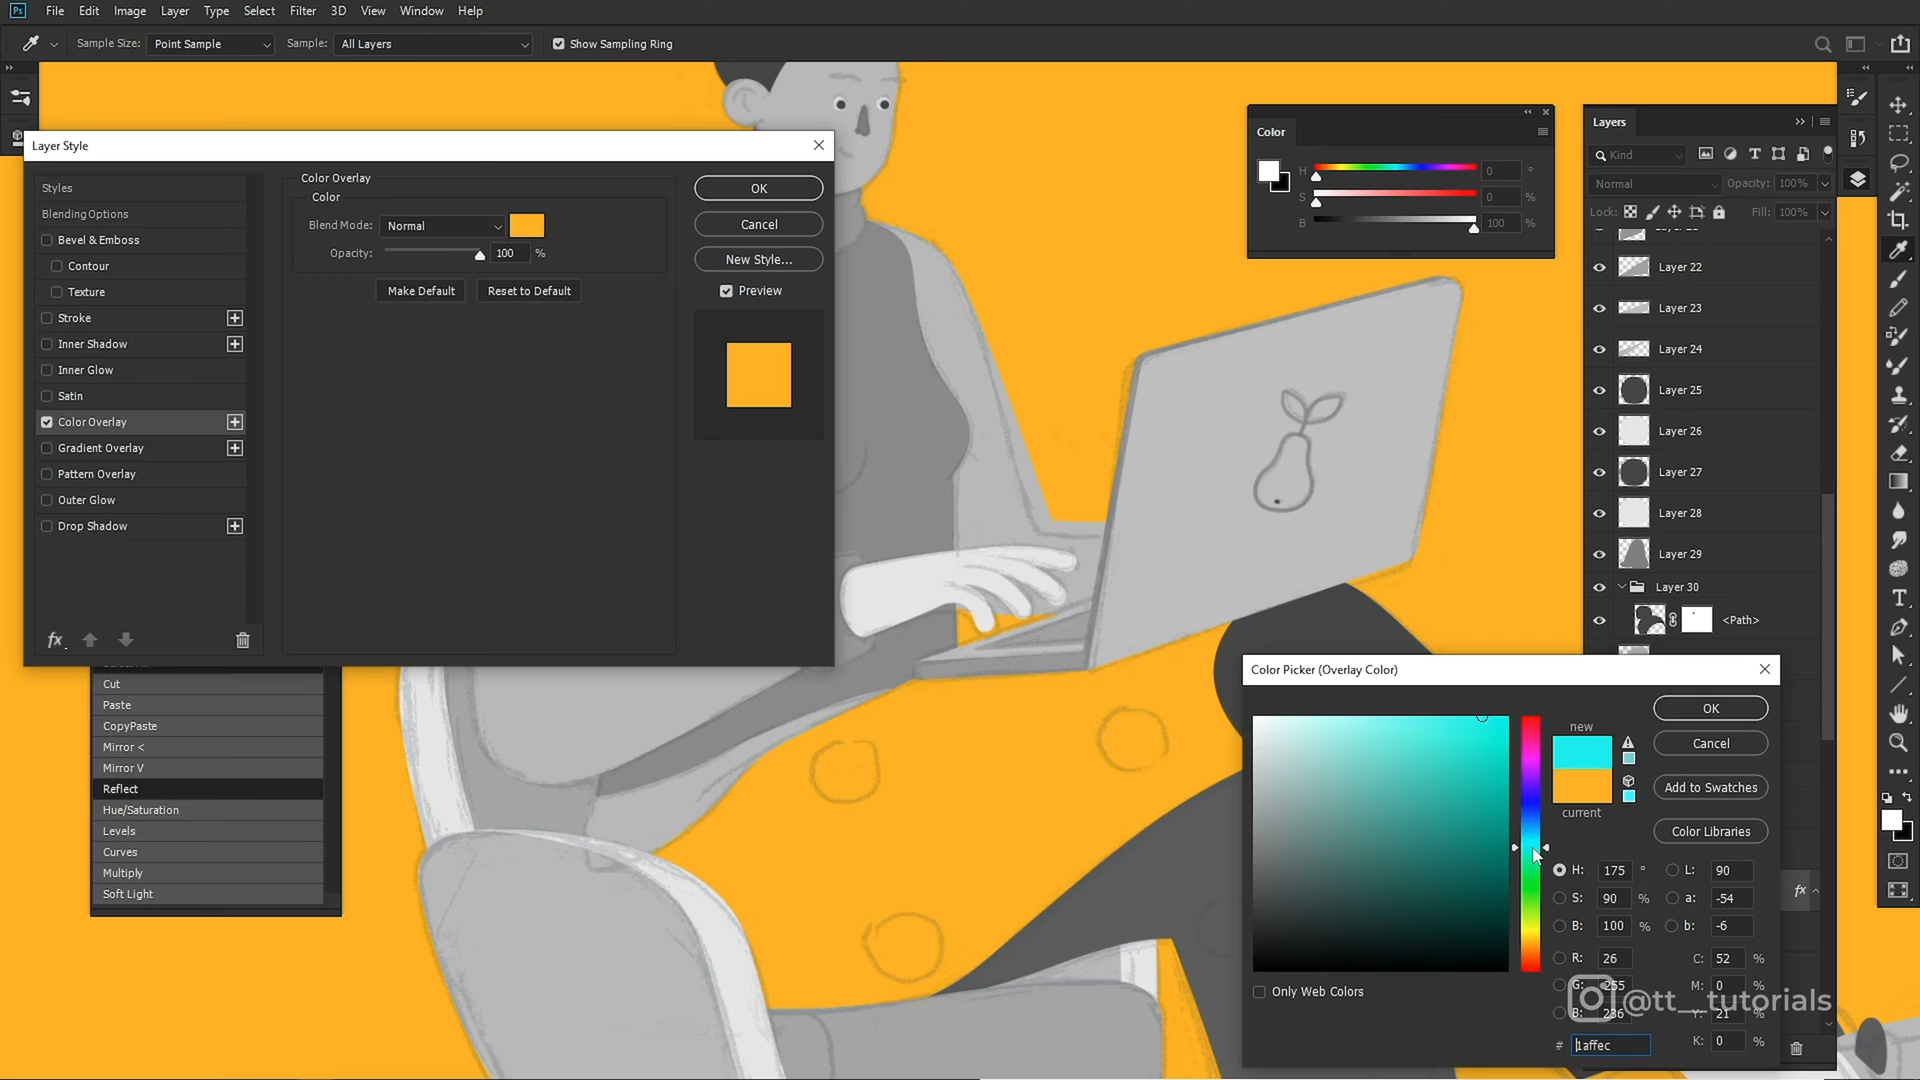 Ps File Edit Image Layer Type Select Filter 3D View Window Help
Sample Size: Point Sample Sample: All Layers Show Sampling Ring
Layer Style
Styles
Blending Options
Bevel & Emboss
Contour
Texture
Stroke
Inner Shadow
Inner Glow
Satin
Color Overlay
Gradient Overlay
Pattern Overlay
Outer Glow
Drop Shadow
fx
Color Overlay
Color
Blend Mode: Normal
Opacity: 100 %
Make Default Reset to Default
OK
Cancel
New Style...
Preview
Cut
Paste
CopyPaste
Mirror <
Mirror V
Reflect
Hue/Saturation
Levels
Curves
Multiply
Soft Light
Color
H 0 °
S 0 %
B 100 %
Layers
Kind
Normal Opacity: 100%
Lock: Fill: 100%
Layer 22
Layer 23
Layer 24
Layer 25
Layer 26
Layer 27
Layer 28
Layer 29
Layer 30
<Path>
fx
Color Picker (Overlay Color)
new
current
OK
Cancel
Add to Swatches
Color Libraries
H: 175 ° L: 90
S: 90 % a: -54
B: 100 % b: -6
R: 26 C: 52 %
G: 255 M: 0 %
B: 236 Y: 21 %
# 1affec K: 0 %
Only Web Colors
@tt__tutorials